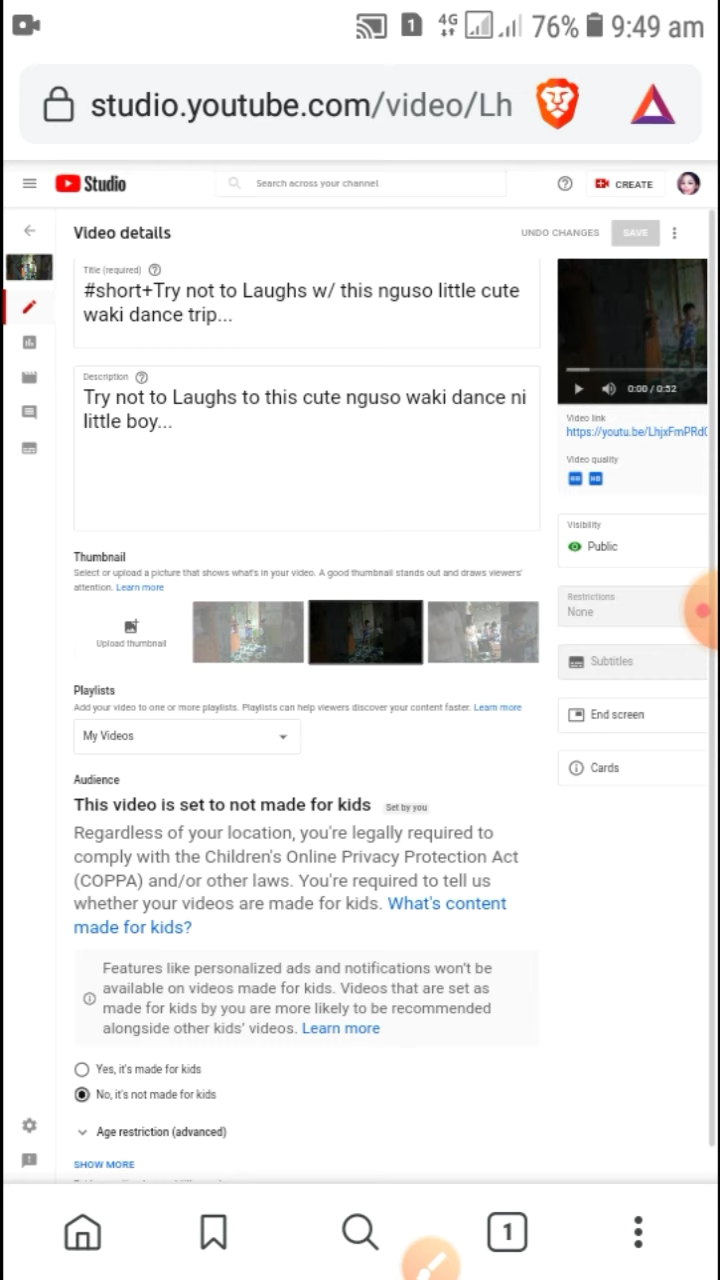 1 4G 76% 9:49 am
studio.youtube.com/video/Lh
Studio
Search across your channel
CREATE
Video details
UNDO CHANGES
SAVE
Title (required)
#short+Try not to Laughs w/ this nguso little cute
waki dance trip...
Description
Try not to Laughs to this cute nguso waki dance ni
little boy...
0:00 / 0:52
Video link
https://youtu.be/LhjxFmPRd
Video quality
SD HD
Visibility
Public
Restrictions
None
Subtitles
End screen
Cards
Thumbnail
Select or upload a picture that shows what's in your video. A good thumbnail stands out and draws viewers'
attention. Learn more
Upload thumbnail
Playlists
Add your video to one or more playlists. Playlists can help viewers discover your content faster. Learn more
My Videos
Audience
This video is set to not made for kids Set by you
Regardless of your location, you're legally required to
comply with the Children's Online Privacy Protection Act
(COPPA) and/or other laws. You're required to tell us
whether your videos are made for kids. What's content
made for kids?
Features like personalized ads and notifications won't be
available on videos made for kids. Videos that are set as
made for kids by you are more likely to be recommended
alongside other kids' videos. Learn more
Yes, it's made for kids
No, it's not made for kids
Age restriction (advanced)
SHOW MORE
1